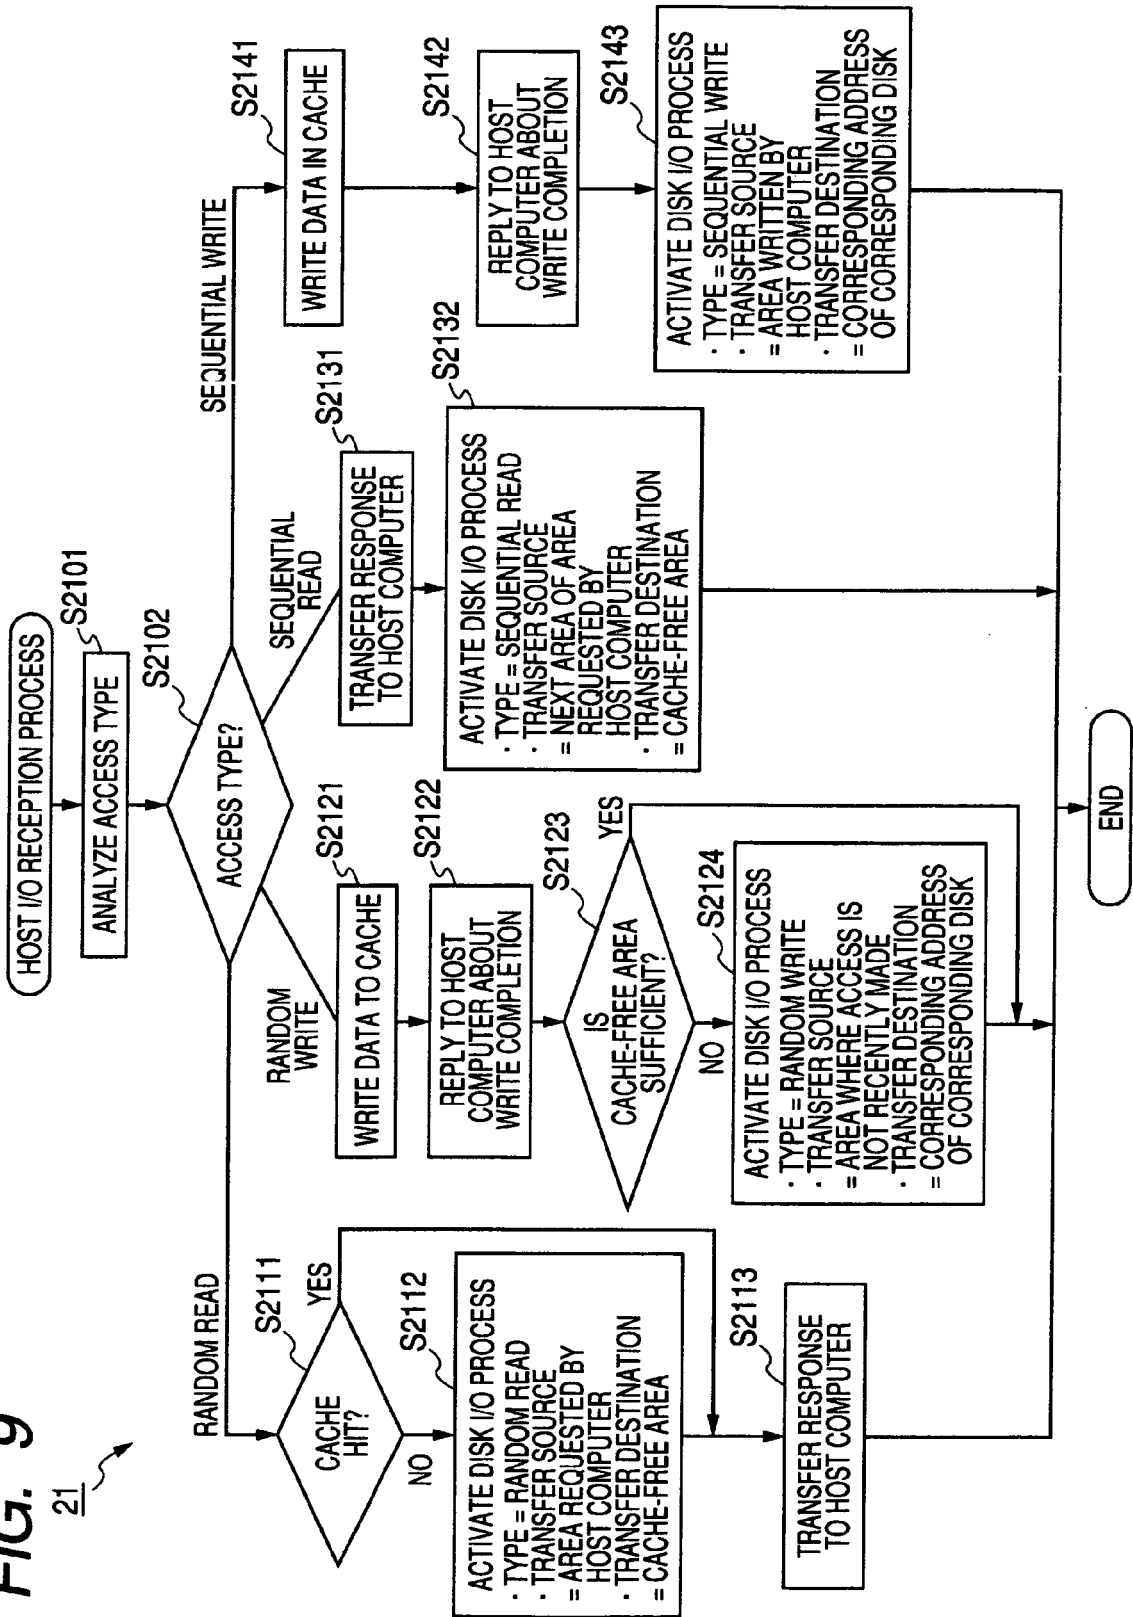 FIG. 9
21
HOST I/O RECEPTION PROCESS
S2101
ANALYZE ACCESS TYPE
S2102
ACCESS TYPE?
RANDOM READ
S2111
CACHE
HIT?
YES
NO
S2112
ACTIVATE DISK I/O PROCESS
· TYPE = RANDOM READ
· TRANSFER SOURCE
= AREA REQUESTED BY
HOST COMPUTER
· TRANSFER DESTINATION
= CACHE-FREE AREA
S2113
TRANSFER RESPONSE
TO HOST COMPUTER
RANDOM
WRITE
S2121
WRITE DATA TO CACHE
S2122
REPLY TO HOST
COMPUTER ABOUT
WRITE COMPLETION
S2123
IS
CACHE-FREE AREA
SUFFICIENT?
YES
NO
S2124
ACTIVATE DISK I/O PROCESS
· TYPE = RANDOM WRITE
· TRANSFER SOURCE
= AREA WHERE ACCESS IS
NOT RECENTLY MADE
· TRANSFER DESTINATION
= CORRESPONDING ADDRESS
OF CORRESPONDING DISK
SEQUENTIAL
READ
S2131
TRANSFER RESPONSE
TO HOST COMPUTER
S2132
ACTIVATE DISK I/O PROCESS
· TYPE = SEQUENTIAL READ
· TRANSFER SOURCE
= NEXT AREA OF AREA
REQUESTED BY
HOST COMPUTER
· TRANSFER DESTINATION
= CACHE-FREE AREA
SEQUENTIAL WRITE
S2141
WRITE DATA IN CACHE
S2142
REPLY TO HOST
COMPUTER ABOUT
WRITE COMPLETION
S2143
ACTIVATE DISK I/O PROCESS
· TYPE = SEQUENTIAL WRITE
· TRANSFER SOURCE
= AREA WRITTEN BY
HOST COMPUTER
· TRANSFER DESTINATION
= CORRESPONDING ADDRESS
OF CORRESPONDING DISK
END